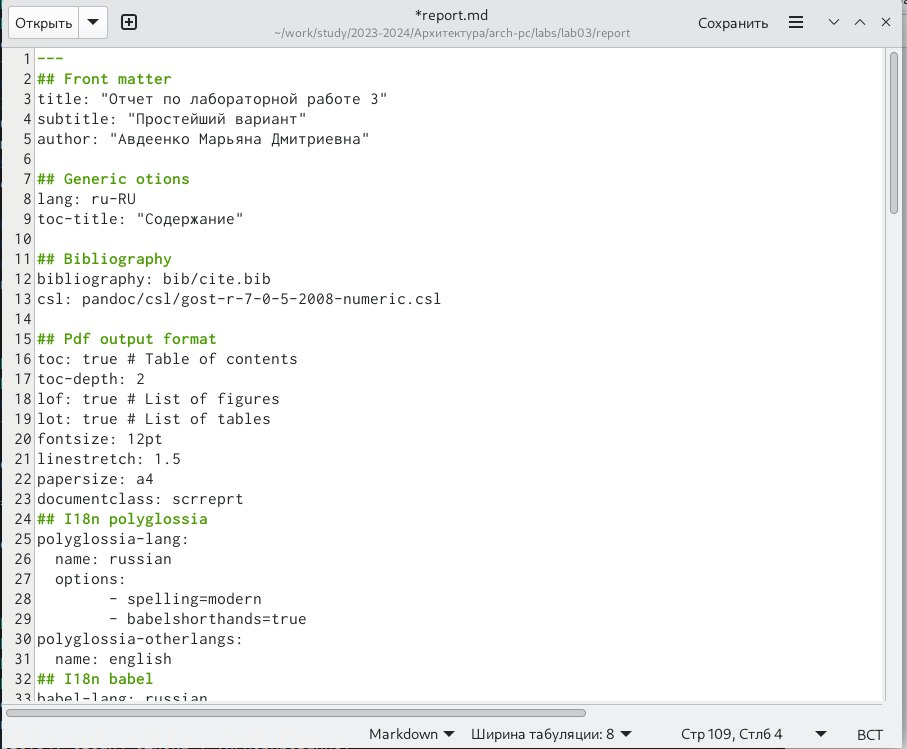 Открыть
*report.md
~/work/study/2023-2024/Архитектура/arch-pc/labs/lab03/report
Сохранить
1 ---
2 ## Front matter
3 title: "Отчет по лабораторной работе 3"
4 subtitle: "Простейший вариант"
5 author: "Авдеенко Марьяна Дмитриевна"
6
7 ## Generic otions
8 lang: ru-RU
9 toc-title: "Содержание"
10
11 ## Bibliography
12 bibliography: bib/cite.bib
13 csl: pandoc/csl/gost-r-7-0-5-2008-numeric.csl
14
15 ## Pdf output format
16 toc: true # Table of contents
17 toc-depth: 2
18 lof: true # List of figures
19 lot: true # List of tables
20 fontsize: 12pt
21 linestretch: 1.5
22 papersize: a4
23 documentclass: scrreprt
24 ## I18n polyglossia
25 polyglossia-lang:
26   name: russian
27   options:
28         - spelling=modern
29         - babelshorthands=true
30 polyglossia-otherlangs:
31   name: english
32 ## I18n babel
33 babel-lang: russian
Markdown Ширина табуляции: 8 Стр 109, Стлб 4 ВСТ